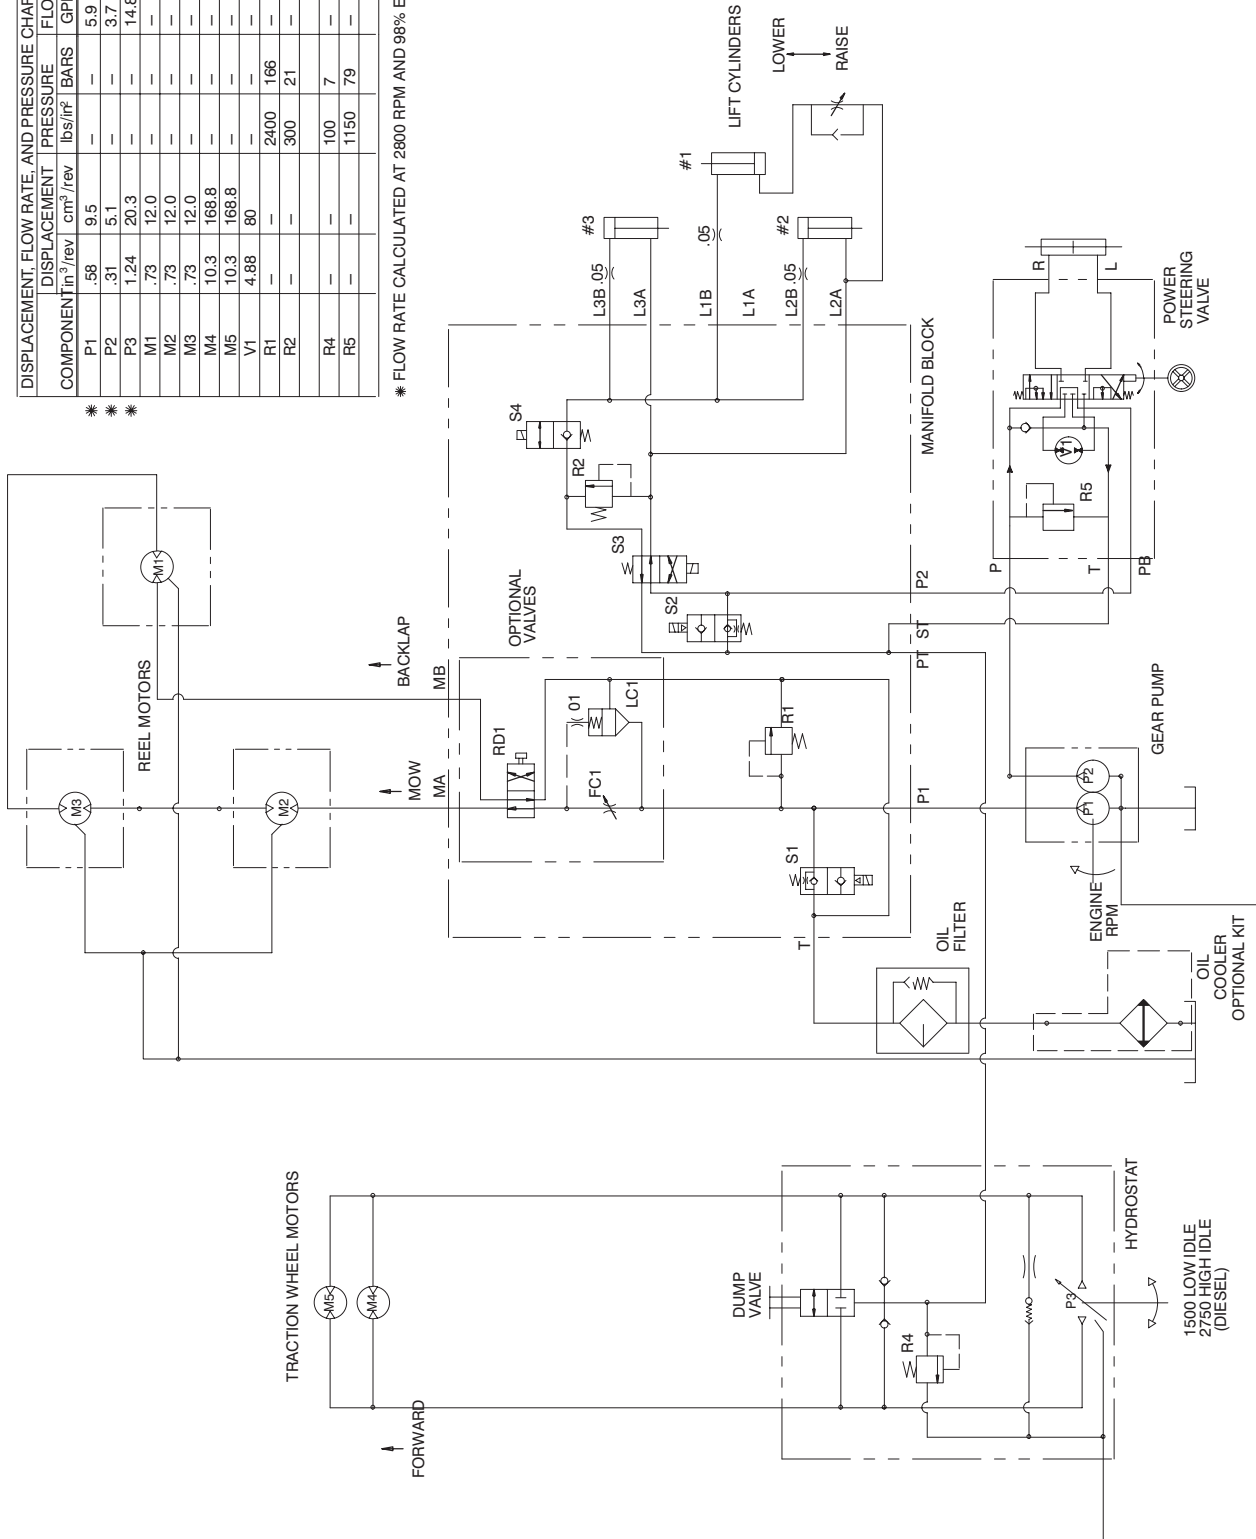 DISPLACEMENT, FLOW RATE, AND PRESSURE CHAR
DISPLACEMENT PRESSURE FLO
COMPONENT in³/rev cm³/rev lbs/in² BARS GP
* P1 .58 9.5 – – 5.9
* P2 .31 5.1 – – 3.7
* P3 1.24 20.3 – – 14.8
M1 .73 12.0 – – –
M2 .73 12.0 – – –
M3 .73 12.0 – – –
M4 10.3 168.8 – – –
M5 10.3 168.8 – – –
V1 4.88 80 – – –
R1 – – 2400 166 –
R2 – – 300 21 –
R4 – – 100 7 –
R5 – – 1150 79 –
* FLOW RATE CALCULATED AT 2800 RPM AND 98% E
LIFT CYLINDERS
LOWER
RAISE
#1
#3
#2
.05
L3B .05
L3A
L1B
L1A
L2B .05
L2A
MANIFOLD BLOCK
S4
R2
S3
S2
P2
ST
PT
R
L
POWER
STEERING
VALVE
V1
R5
P
T
PB
M1
REEL MOTORS
M3
M2
BACKLAP
MB
MOW
MA
OPTIONAL
VALVES
RD1
.01
LC1
FC1
R1
S1
P1
T
GEAR PUMP
P2
P1
ENGINE
RPM
OIL
FILTER
OIL
COOLER
OPTIONAL KIT
TRACTION WHEEL MOTORS
M5
M4
FORWARD
DUMP
VALVE
R4
P3
HYDROSTAT
1500 LOW IDLE
2750 HIGH IDLE
(DIESEL)